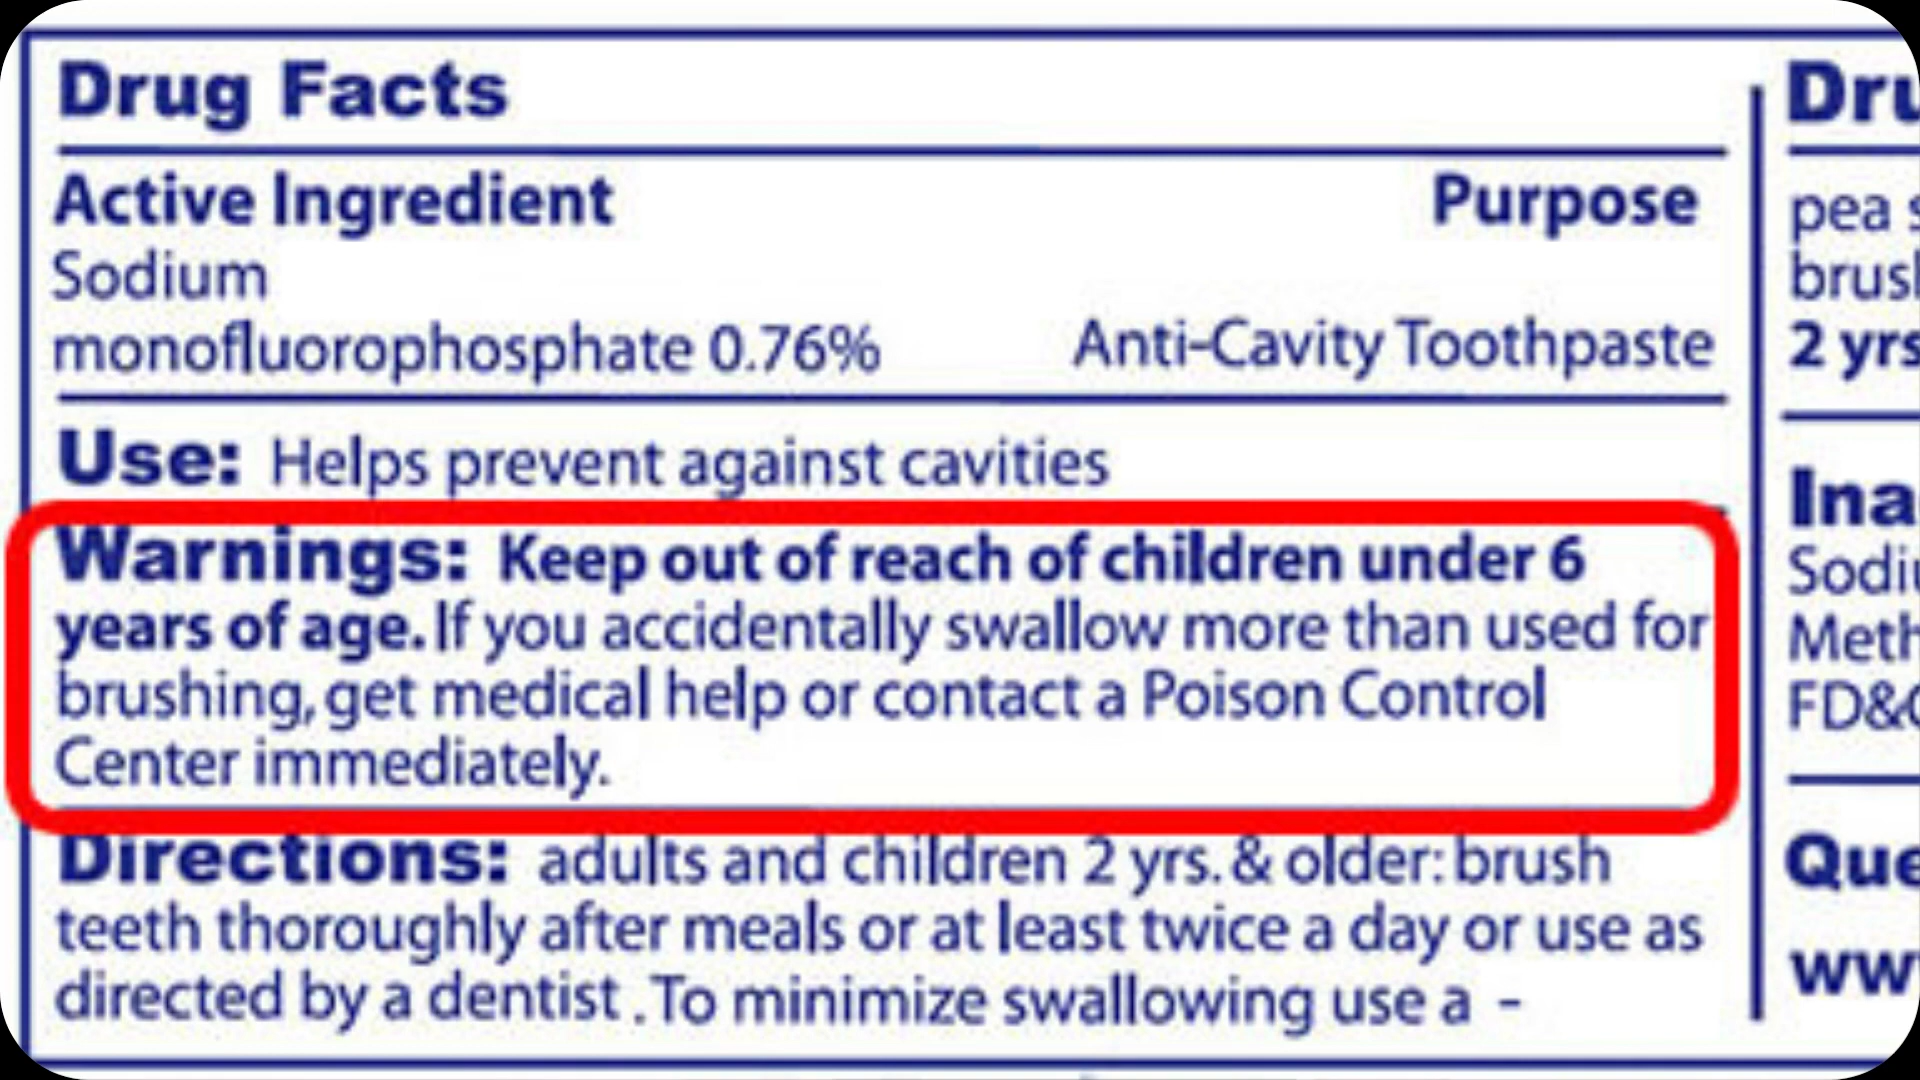 Drug Facts
Active Ingredient Purpose
Sodium
monofluorophosphate 0.76% Anti-Cavity Toothpaste
Use: Helps prevent against cavities
Warnings: Keep out of reach of children under 6
years of age. If you accidentally swallow more than used for
brushing, get medical help or contact a Poison Control
Center immediately.
Directions: adults and children 2 yrs. & older: brush
teeth thoroughly after meals or at least twice a day or use as
directed by a dentist . To minimize swallowing use a -
pea
2 yrs